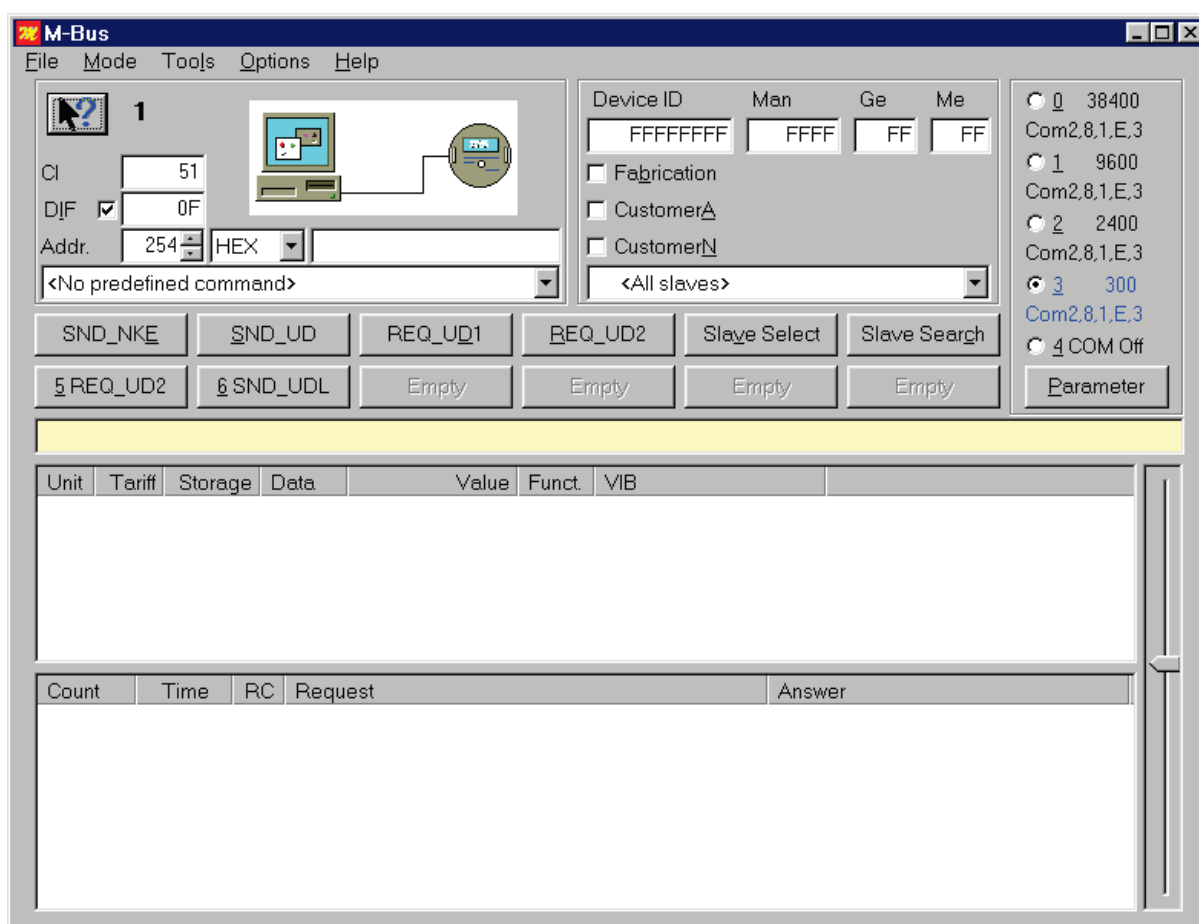 M-Bus
File Mode Tools Options Help
1
CI 51
DIF 0F
Addr. 254 HEX
<No predefined command>
Device ID Man Ge Me
FFFFFFFF FFFF FF FF
Fabrication
CustomerA
CustomerN
<All slaves>
0 38400
Com2,8,1,E,3
1 9600
Com2,8,1,E,3
2 2400
Com2,8,1,E,3
3 300
Com2,8,1,E,3
4 COM Off
Parameter
SND_NKE SND_UD REQ_UD1 REQ_UD2 Slave Select Slave Search
5 REQ_UD2 6 SND_UDL Empty Empty Empty Empty
Unit Tariff Storage Data Value Funct. VIB
Count Time RC Request Answer